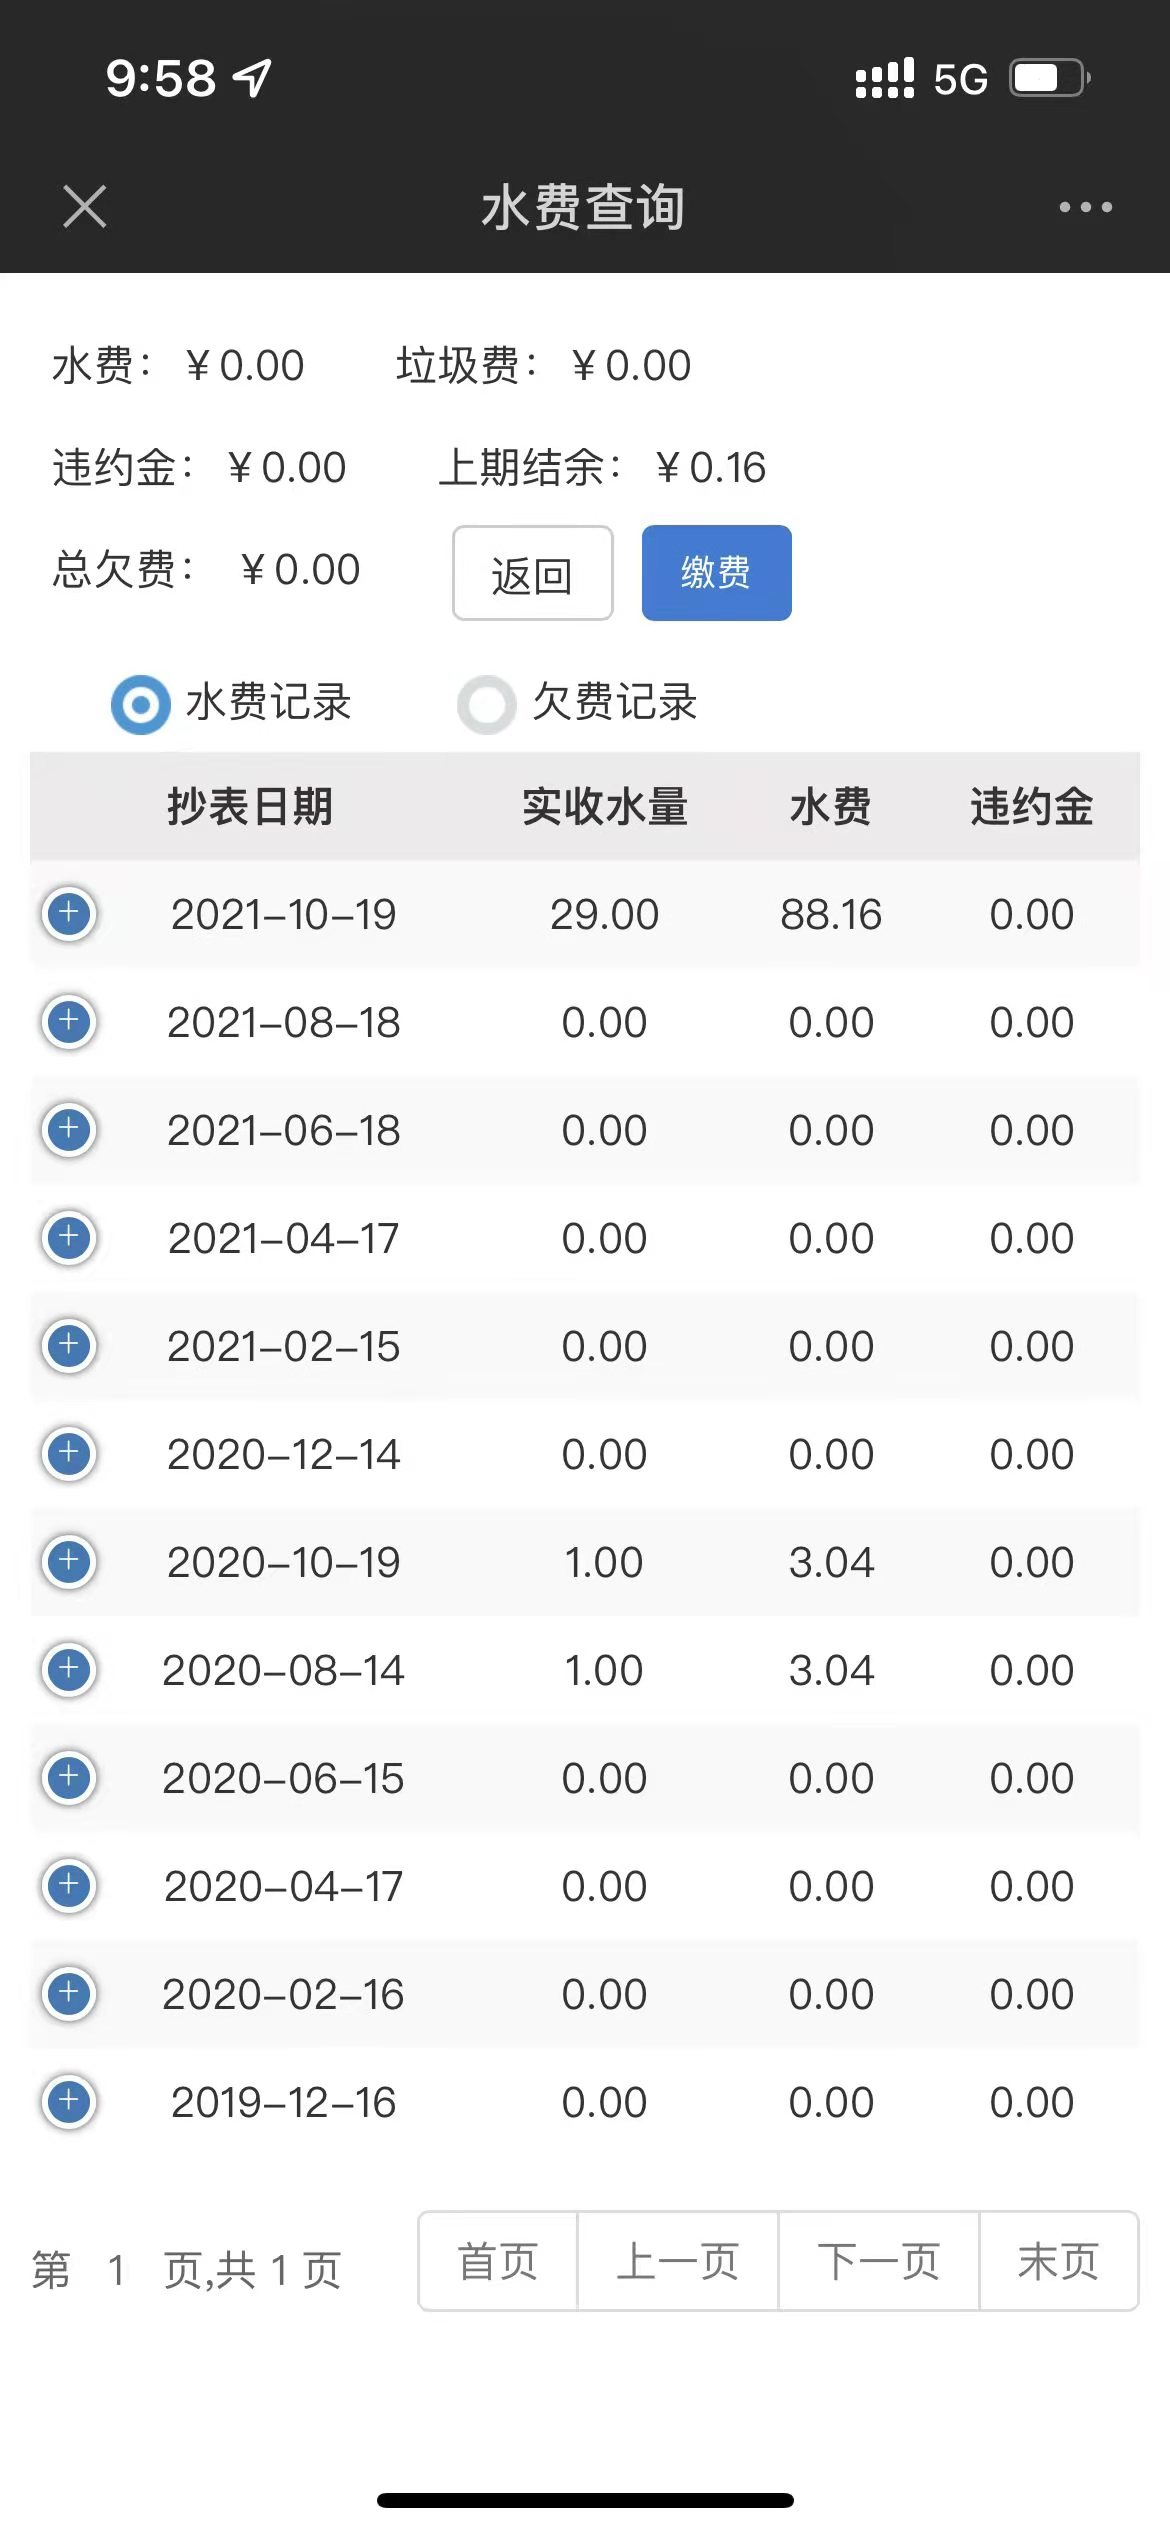 9:58 5G
水费查询
水费： ￥0.00 垃圾费： ￥0.00
违约金： ￥0.00 上期结余： ￥0.16
总欠费： ￥0.00 返回 缴费
水费记录 欠费记录
抄表日期 实收水量 水费 违约金
2021-10-19 29.00 88.16 0.00
2021-08-18 0.00 0.00 0.00
2021-06-18 0.00 0.00 0.00
2021-04-17 0.00 0.00 0.00
2021-02-15 0.00 0.00 0.00
2020-12-14 0.00 0.00 0.00
2020-10-19 1.00 3.04 0.00
2020-08-14 1.00 3.04 0.00
2020-06-15 0.00 0.00 0.00
2020-04-17 0.00 0.00 0.00
2020-02-16 0.00 0.00 0.00
2019-12-16 0.00 0.00 0.00
第 1 页,共 1 页 首页 上一页 下一页 末页